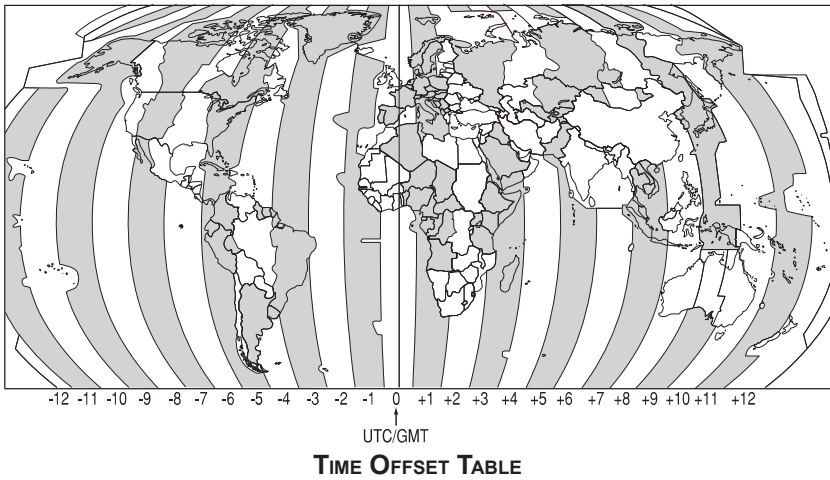 -12 -11 -10 -9 -8 -7 -6 -5 -4 -3 -2 -1 0 +1 +2 +3 +4 +5 +6 +7 +8 +9 +10 +11 +12
UTC/GMT
TIME OFFSET TABLE